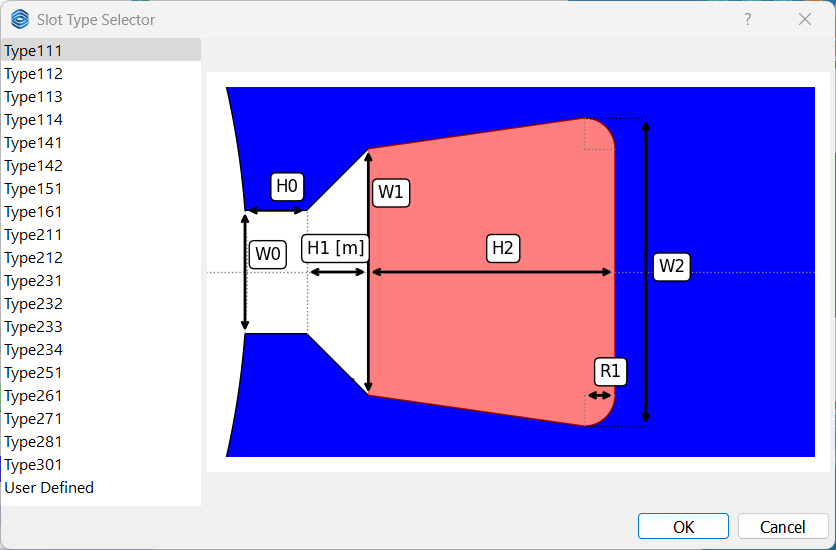 Slot Type Selector
?
Type111
Type112
Type113
Type114
Type141
Type142
Type151
Type161
Type211
Type212
Type231
Type232
Type233
Type234
Type251
Type261
Type271
Type281
Type301
User Defined
H0
W1
W0
H1 [m]
H2
W2
R1
OK
Cancel